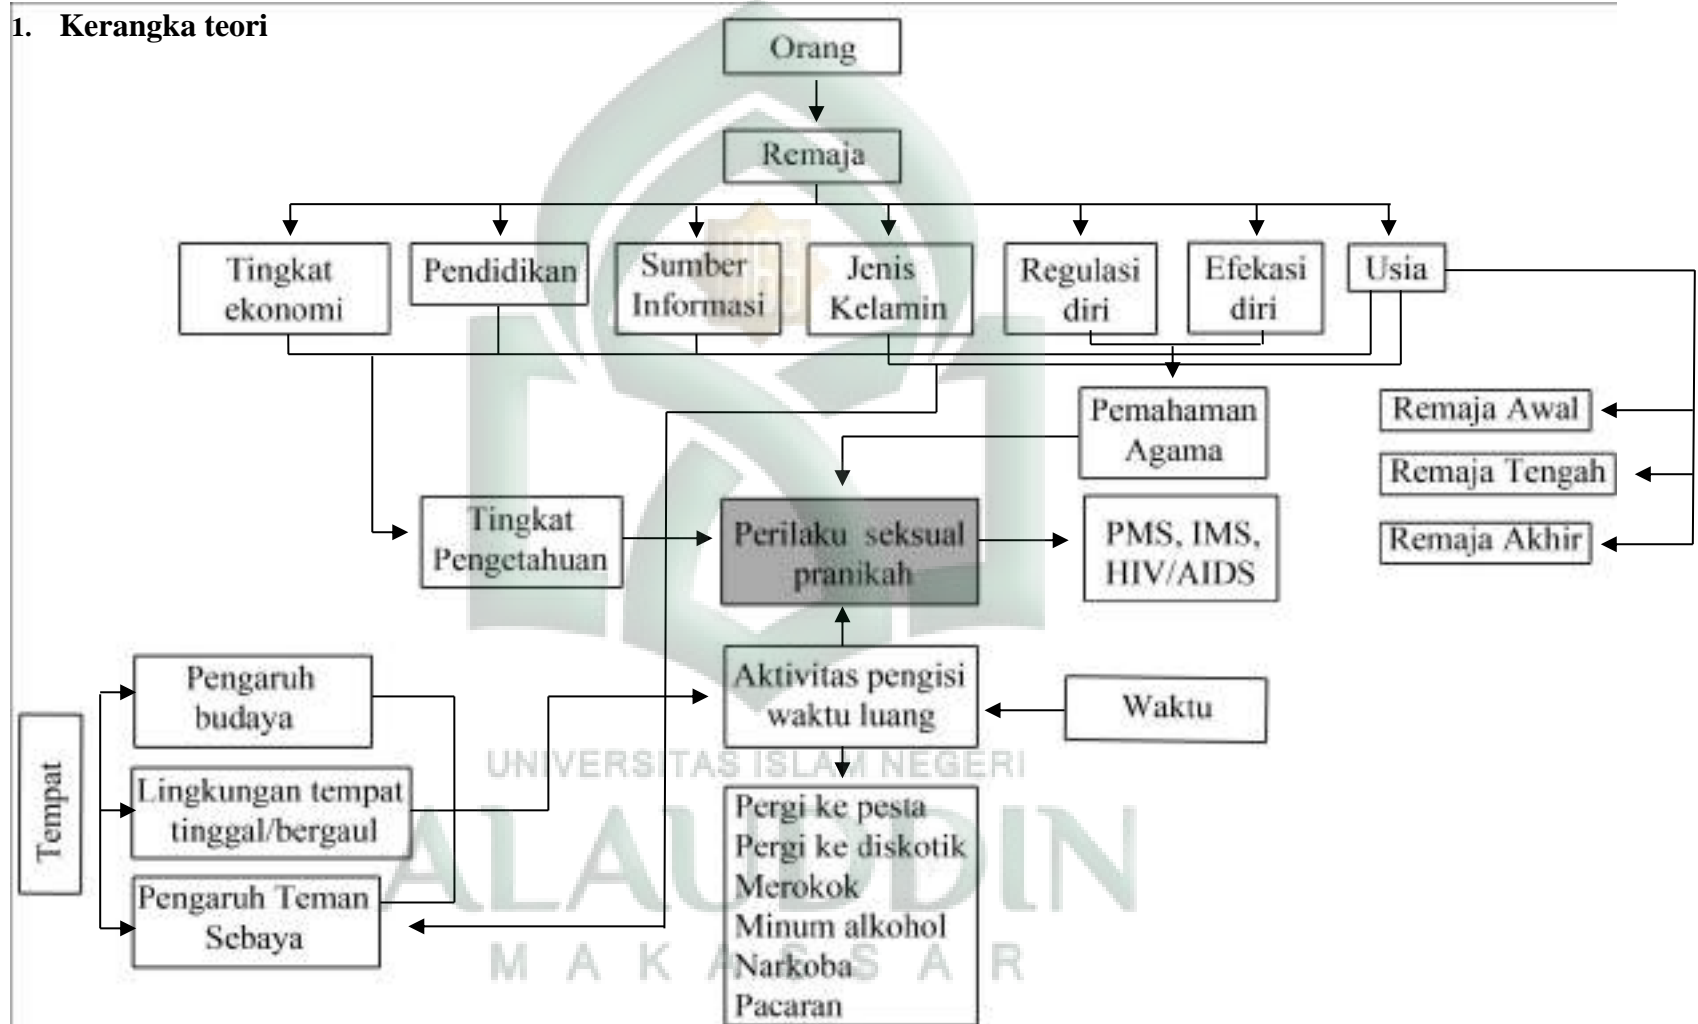 1. Kerangka teori
Orang
Remaja
Tingkat
ekonomi
Pendidikan
Sumber
Informasi
Jenis
Kelamin
Regulasi
diri
Efekasi
diri
Usia
Pemahaman
Agama
Remaja Awal
Remaja Tengah
Remaja Akhir
Tingkat
Pengetahuan
Perilaku seksual
pranikah
PMS, IMS,
HIV/AIDS
Tempat
Pengaruh
budaya
Lingkungan tempat
tinggal/bergaul
Pengaruh Teman
Sebaya
Aktivitas pengisi
waktu luang
Waktu
Pergi ke pesta
Pergi ke diskotik
Merokok
Minum alkohol
Narkoba
Pacaran
UNIVERSITAS ISLAM NEGERI
ALAUDDIN
MAKASSAR